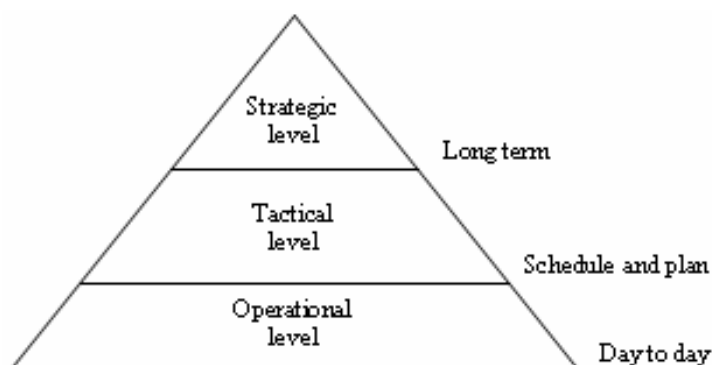 Strategic
level
Long term
Tactical
level
Schedule and plan
Operational
level
Day to day